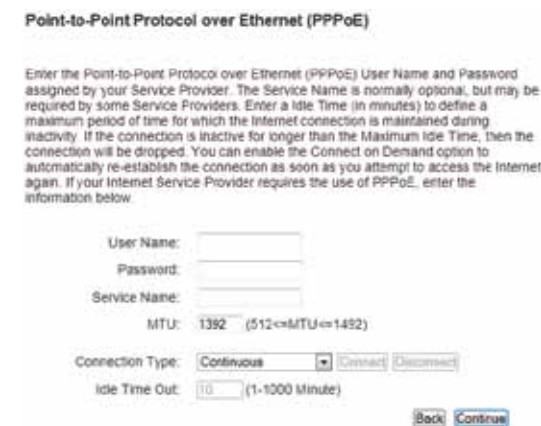 Point-to-Point Protocol over Ethernet (PPPoE)
Enter the Point-to-Point Protocol over Ethernet (PPPoE) User Name and Password
assigned by your Service Provider. The Service Name is normally optional, but may be
required by some Service Providers. Enter a Idle Time (in minutes) to define a
maximum period of time for which the Internet connection is maintained during
inactivity. If the connection is inactive for longer than the Maximum Idle Time, then the
connection will be dropped. You can enable the Connect on Demand option to
automatically re-establish the connection as soon as you attempt to access the Internet
again. If your Internet Service Provider requires the use of PPPoE, enter the
information below.
User Name:
Password:
Service Name:
MTU: 1392 (512<=MTU<=1492)
Connection Type: Continuous Connect Disconnect
Idle Time Out: 10 (1-1000 Minute)
Back Continue